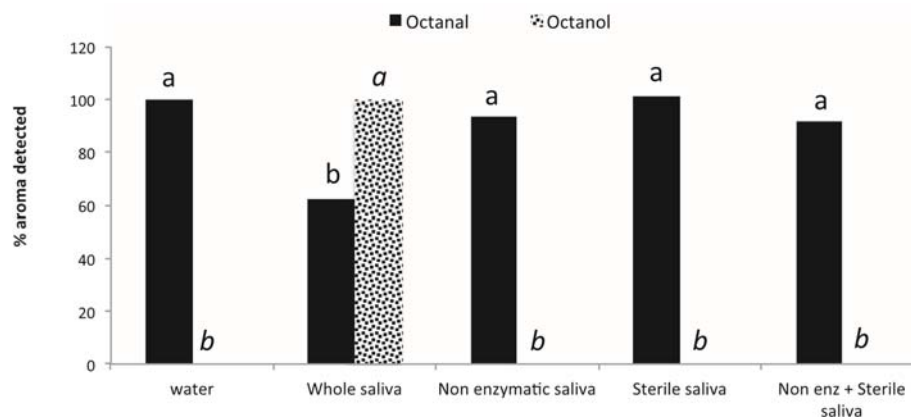 Octanal Octanol
120
100
80
60
40
20
0
% aroma detected
a
b
b
a
a
b
a
b
a
b
water Whole saliva Non enzymatic saliva Sterile saliva Non enz + Sterile
saliva